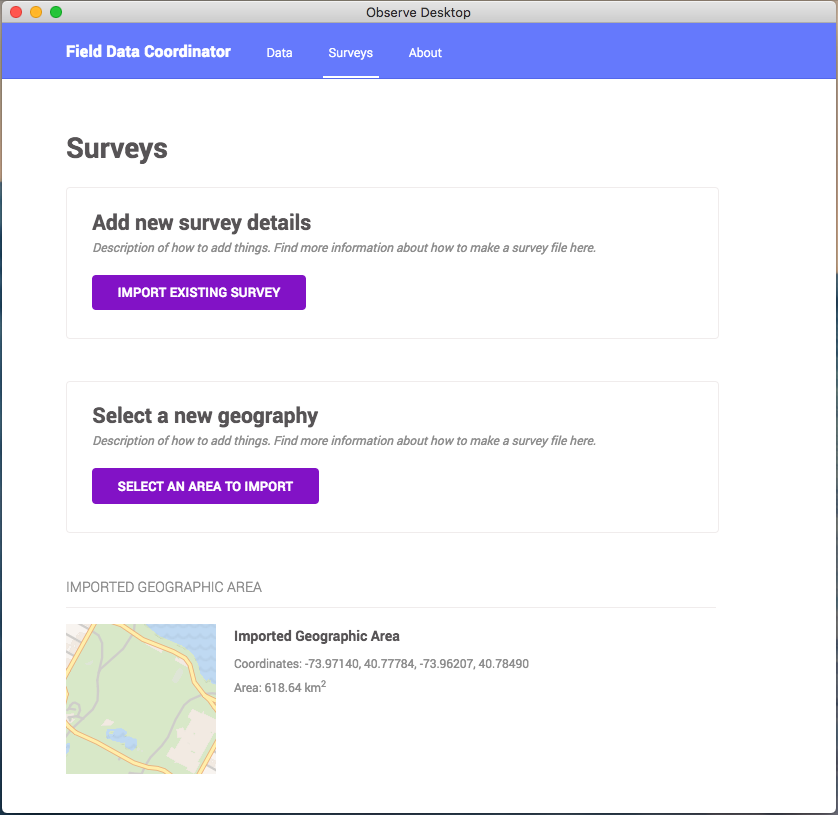 Observe Desktop
Field Data Coordinator Data Surveys About
Surveys
Add new survey details
Description of how to add things. Find more information about how to make a survey file here.
IMPORT EXISTING SURVEY
Select a new geography
Description of how to add things. Find more information about how to make a survey file here.
SELECT AN AREA TO IMPORT
IMPORTED GEOGRAPHIC AREA
Imported Geographic Area
Coordinates: -73.97140, 40.77784, -73.96207, 40.78490
Area: 618.64 km²